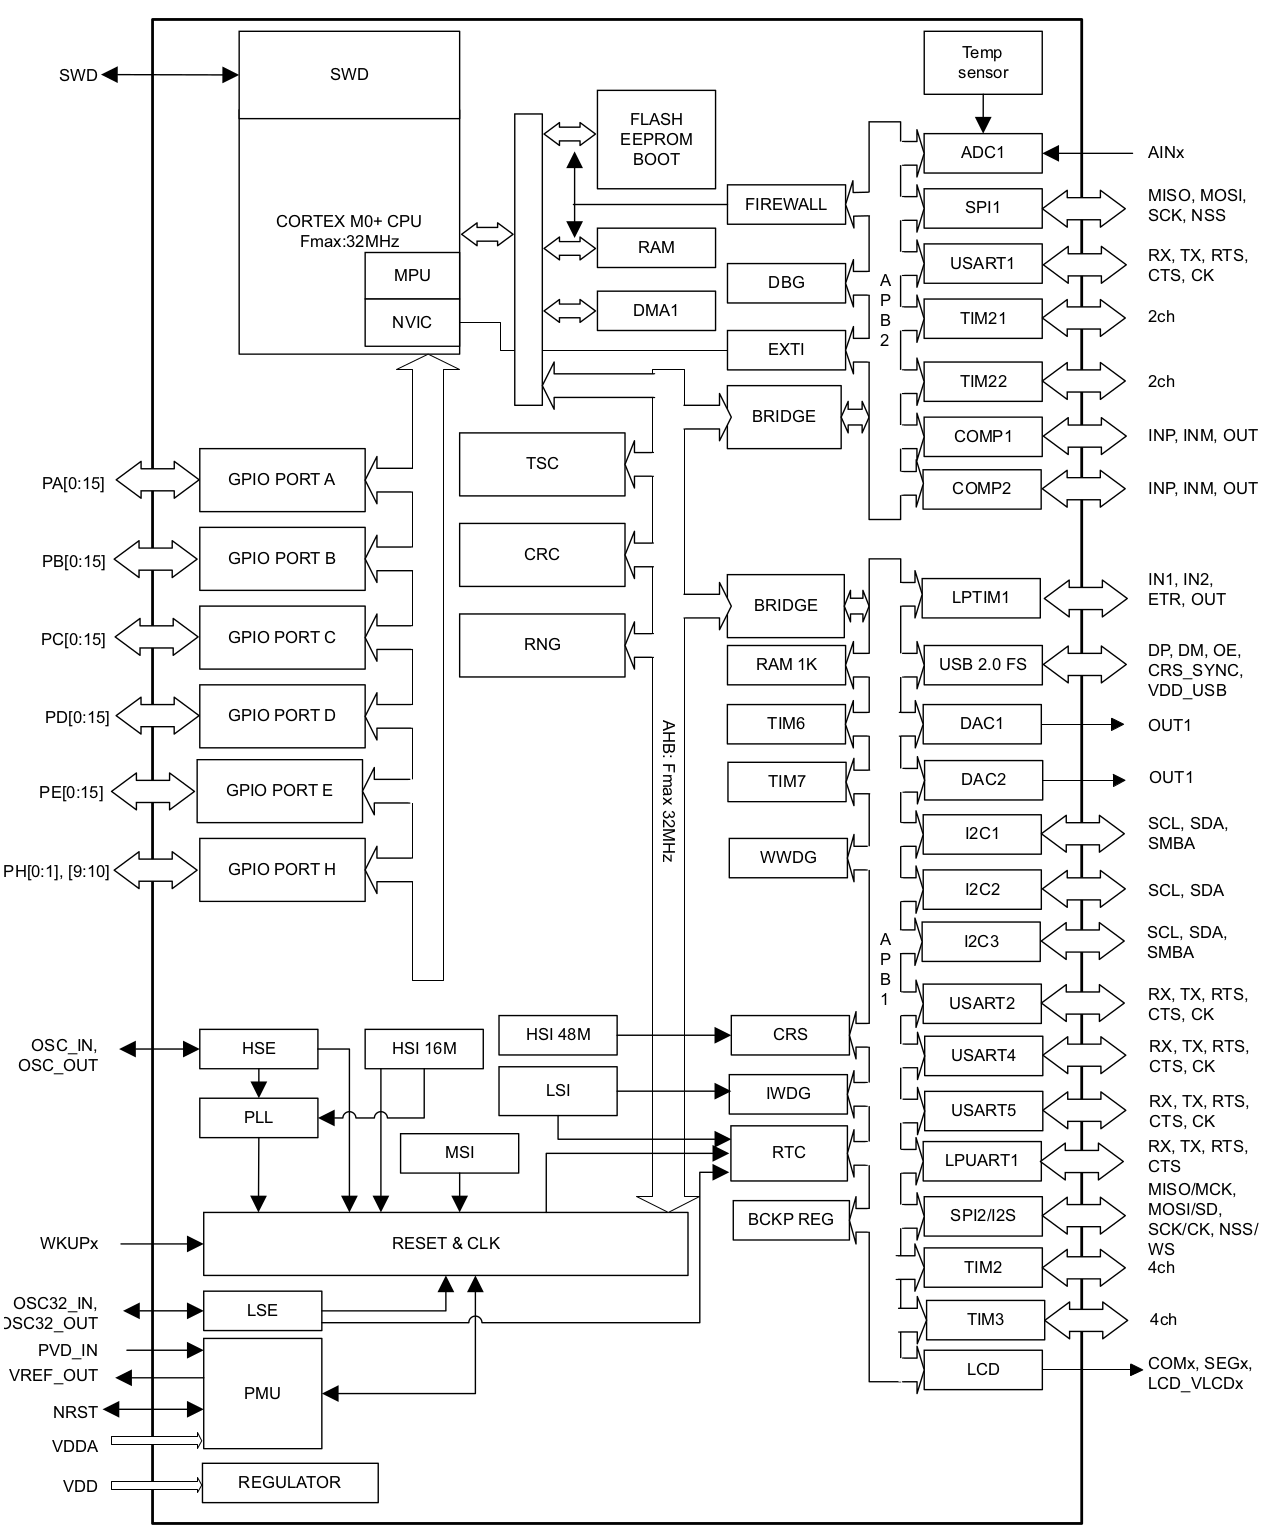 SWD
SWD
Temp
sensor
FLASH
EEPROM
BOOT
ADC1
AINx
FIREWALL
SPI1
MISO, MOSI,
SCK, NSS
CORTEX M0+ CPU
Fmax:32MHz
RAM
USART1
RX, TX, RTS,
CTS, CK
MPU
DBG
A
P
B
2
DMA1
TIM21
2ch
NVIC
EXTI
TIM22
2ch
BRIDGE
COMP1
INP, INM, OUT
TSC
PA[0:15]
GPIO PORT A
COMP2
INP, INM, OUT
PB[0:15]
GPIO PORT B
CRC
LPTIM1
IN1, IN2,
ETR, OUT
BRIDGE
PC[0:15]
GPIO PORT C
RNG
RAM 1K
USB 2.0 FS
DP, DM, OE,
CRS_SYNC,
VDD_USB
PD[0:15]
GPIO PORT D
TIM6
DAC1
OUT1
AHB: Fmax 32MHz
PE[0:15]
GPIO PORT E
TIM7
DAC2
OUT1
I2C1
SCL, SDA,
SMBA
PH[0:1], [9:10]
GPIO PORT H
WWDG
I2C2
SCL, SDA
A
P
B
1
I2C3
SCL, SDA,
SMBA
USART2
RX, TX, RTS,
CTS, CK
OSC_IN,
OSC_OUT
HSE
HSI 16M
HSI 48M
CRS
USART4
RX, TX, RTS,
CTS, CK
LSI
IWDG
PLL
USART5
RX, TX, RTS,
CTS, CK
MSI
RTC
LPUART1
RX, TX, RTS,
CTS
BCKP REG
SPI2/I2S
MISO/MCK,
MOSI/SD,
SCK/CK, NSS/
WS
WKUPx
RESET & CLK
TIM2
4ch
OSC32_IN,
OSC32_OUT
LSE
TIM3
4ch
PVD_IN
VREF_OUT
PMU
LCD
COMx, SEGx,
LCD_VLCDx
NRST
VDDA
VDD
REGULATOR